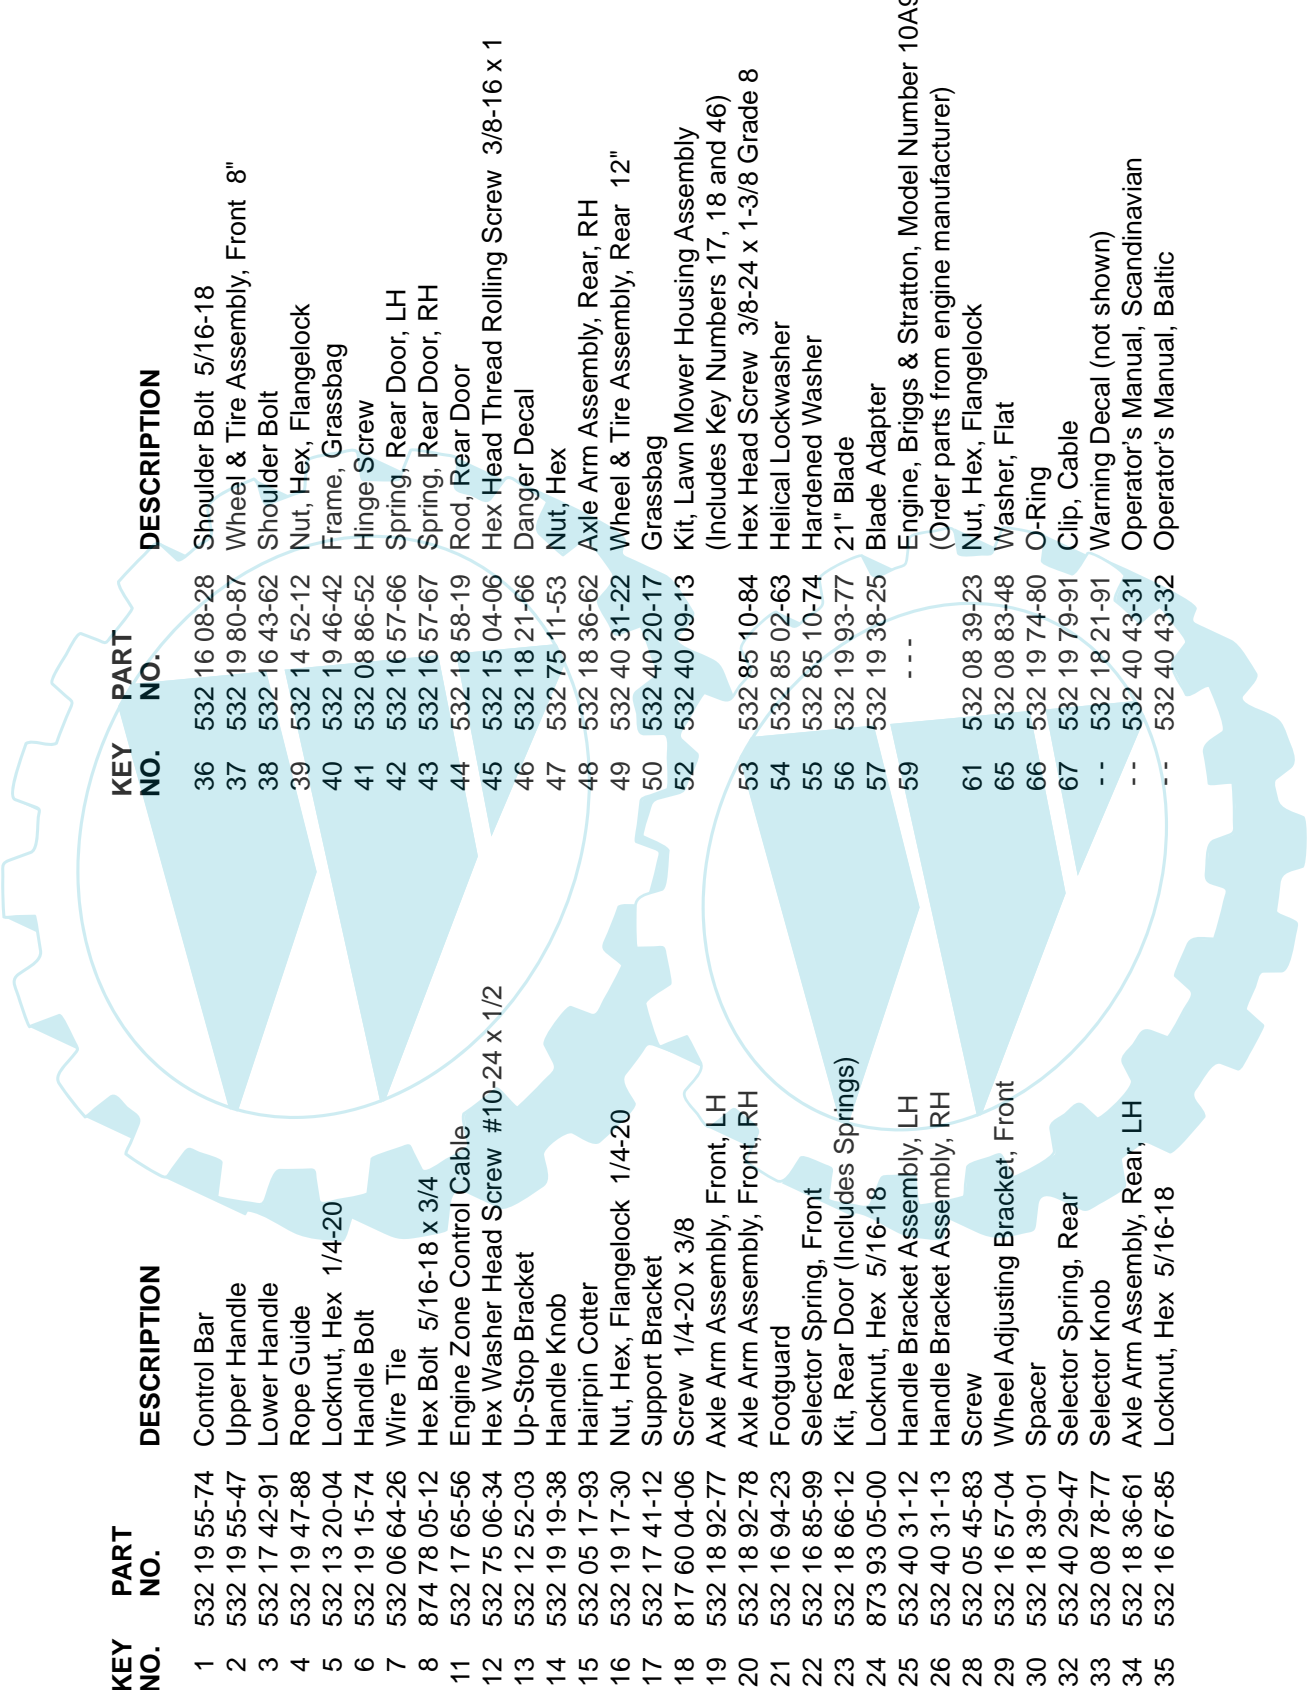 KEY PART
NO. NO. DESCRIPTION
1 532 19 55-74 Control Bar
2 532 19 55-47 Upper Handle
3 532 17 42-91 Lower Handle
4 532 19 47-88 Rope Guide
5 532 13 20-04 Locknut, Hex 1/4-20
6 532 19 15-74 Handle Bolt
7 532 06 64-26 Wire Tie
8 874 78 05-12 Hex Bolt 5/16-18 x 3/4
11 532 17 65-56 Engine Zone Control Cable
12 532 75 06-34 Hex Washer Head Screw #10-24 x 1/2
13 532 12 52-03 Up-Stop Bracket
14 532 19 19-38 Handle Knob
15 532 05 17-93 Hairpin Cotter
16 532 19 17-30 Nut, Hex, Flangelock 1/4-20
17 532 17 41-12 Support Bracket
18 817 60 04-06 Screw 1/4-20 x 3/8
19 532 18 92-77 Axle Arm Assembly, Front, LH
20 532 18 92-78 Axle Arm Assembly, Front, RH
21 532 16 94-23 Footguard
22 532 16 85-99 Selector Spring, Front
23 532 18 66-12 Kit, Rear Door (Includes Springs)
24 873 93 05-00 Locknut, Hex 5/16-18
25 532 40 31-12 Handle Bracket Assembly, LH
26 532 40 31-13 Handle Bracket Assembly, RH
28 532 05 45-83 Screw
29 532 16 57-04 Wheel Adjusting Bracket, Front
30 532 18 39-01 Spacer
32 532 40 29-47 Selector Spring, Rear
33 532 08 78-77 Selector Knob
34 532 18 36-61 Axle Arm Assembly, Rear, LH
35 532 16 67-85 Locknut, Hex 5/16-18
KEY PART
NO. NO. DESCRIPTION
36 532 16 08-28 Shoulder Bolt 5/16-18
37 532 19 80-87 Wheel & Tire Assembly, Front 8"
38 532 16 43-62 Shoulder Bolt
39 532 14 52-12 Nut, Hex, Flangelock
40 532 19 46-42 Frame, Grassbag
41 532 08 86-52 Hinge Screw
42 532 16 57-66 Spring, Rear Door, LH
43 532 16 57-67 Spring, Rear Door, RH
44 532 18 58-19 Rod, Rear Door
45 532 15 04-06 Hex Head Thread Rolling Screw 3/8-16 x 1
46 532 18 21-66 Danger Decal
47 532 75 11-53 Nut, Hex
48 532 18 36-62 Axle Arm Assembly, Rear, RH
49 532 40 31-22 Wheel & Tire Assembly, Rear 12"
50 532 40 20-17 Grassbag
52 532 40 09-13 Kit, Lawn Mower Housing Assembly
(Includes Key Numbers 17, 18 and 46)
53 532 85 10-84 Hex Head Screw 3/8-24 x 1-3/8 Grade 8
54 532 85 02-63 Helical Lockwasher
55 532 85 10-74 Hardened Washer
56 532 19 93-77 21" Blade
57 532 19 38-25 Blade Adapter
59 - - - Engine, Briggs & Stratton, Model Number
(Order parts from engine manufacturer)
61 532 08 39-23 Nut, Hex, Flangelock
65 532 08 83-48 Washer, Flat
66 532 19 74-80 O-Ring
67 532 19 79-91 Clip, Cable
- - 532 18 21-91 Warning Decal (not shown)
- - 532 40 43-31 Operator's Manual, Scandinavian
- - 532 40 43-32 Operator's Manual, Baltic